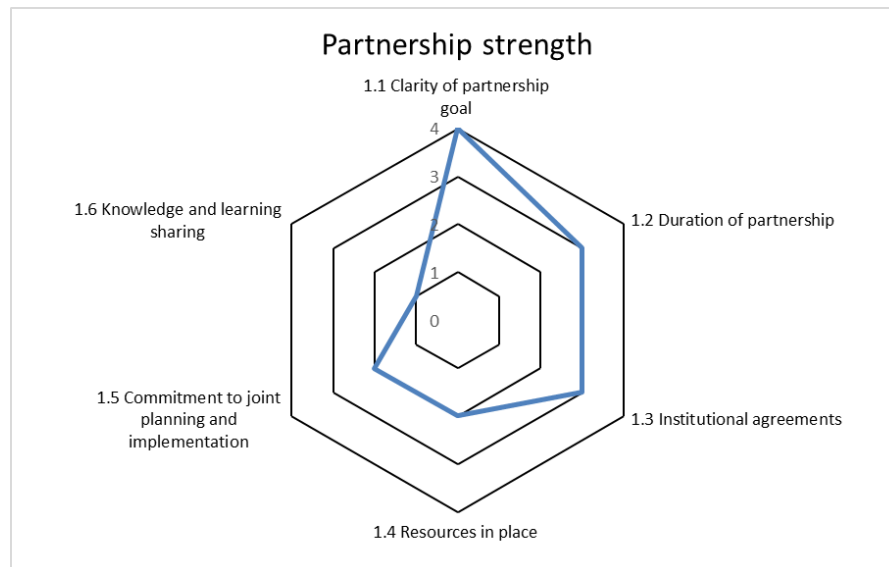 Partnership strength
1.1 Clarity of partnership
goal
4
3
2
1
0
1.2 Duration of partnership
1.3 Institutional agreements
1.4 Resources in place
1.5 Commitment to joint
planning and
implementation
1.6 Knowledge and learning
sharing